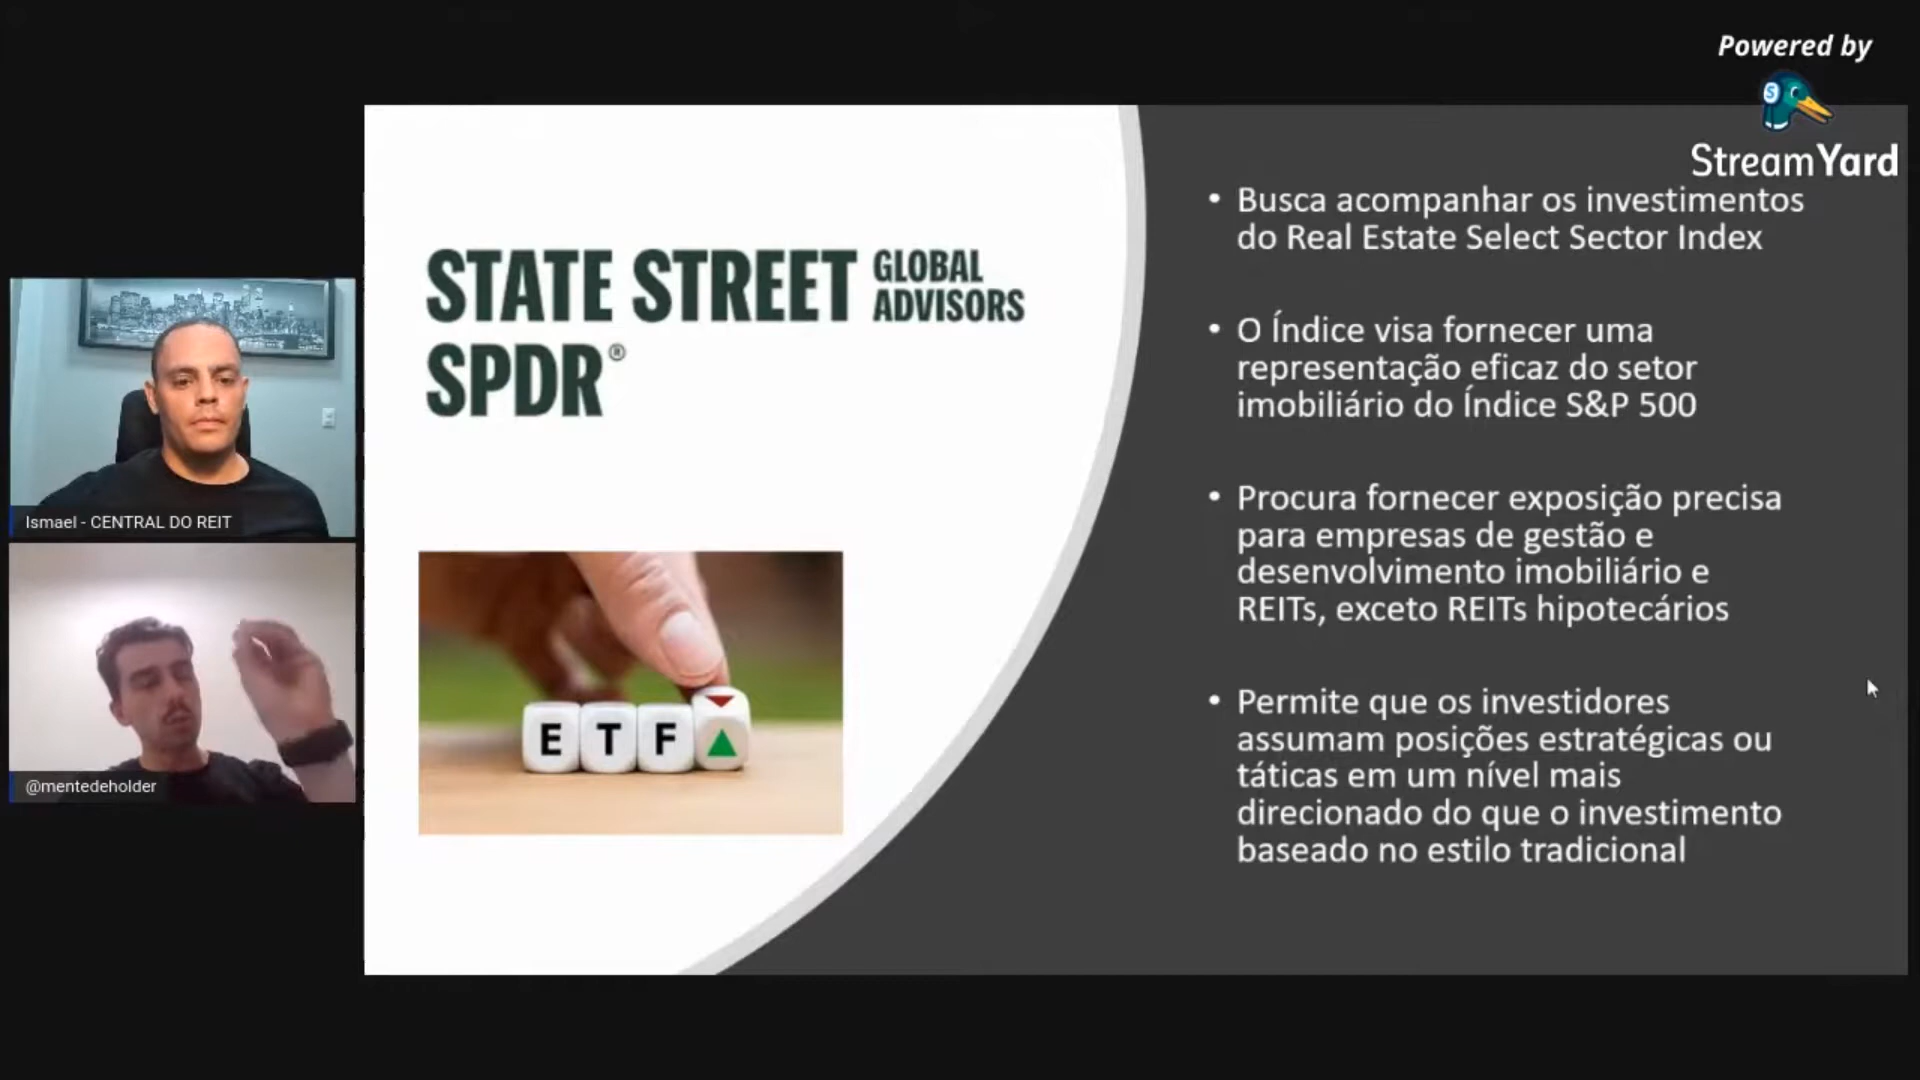 Powered by
StreamYard
STATE STREET GLOBAL ADVISORS
SPDR®
ETF
• Busca acompanhar os investimentos
do Real Estate Select Sector Index
• O Índice visa fornecer uma
representação eficaz do setor
imobiliário do Índice S&P 500
• Procura fornecer exposição precisa
para empresas de gestão e
desenvolvimento imobiliário e
REITs, exceto REITs hipotecários
• Permite que os investidores
assumam posições estratégicas ou
táticas em um nível mais
direcionado do que o investimento
baseado no estilo tradicional
Ismael - CENTRAL DO REIT
@mentedeholder